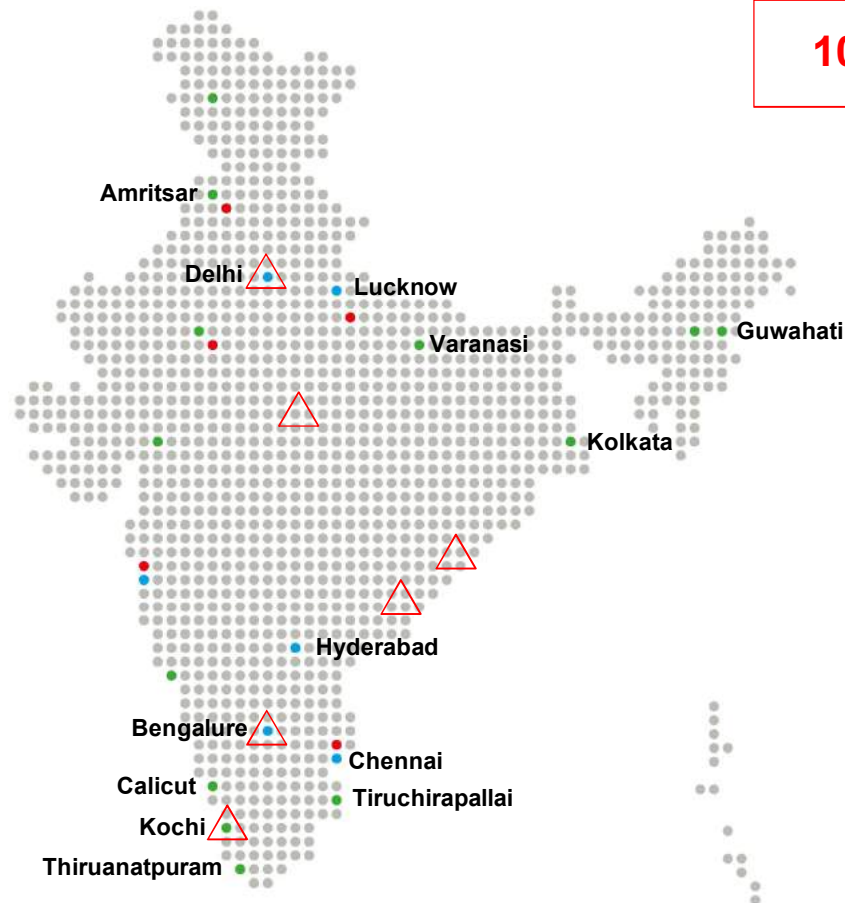 10
Amritsar
Delhi
Lucknow
Guwahati
Varanasi
Kolkata
Hyderabad
Bengalure
Chennai
Calicut
Tiruchirapallai
Kochi
Thiruanatpuram